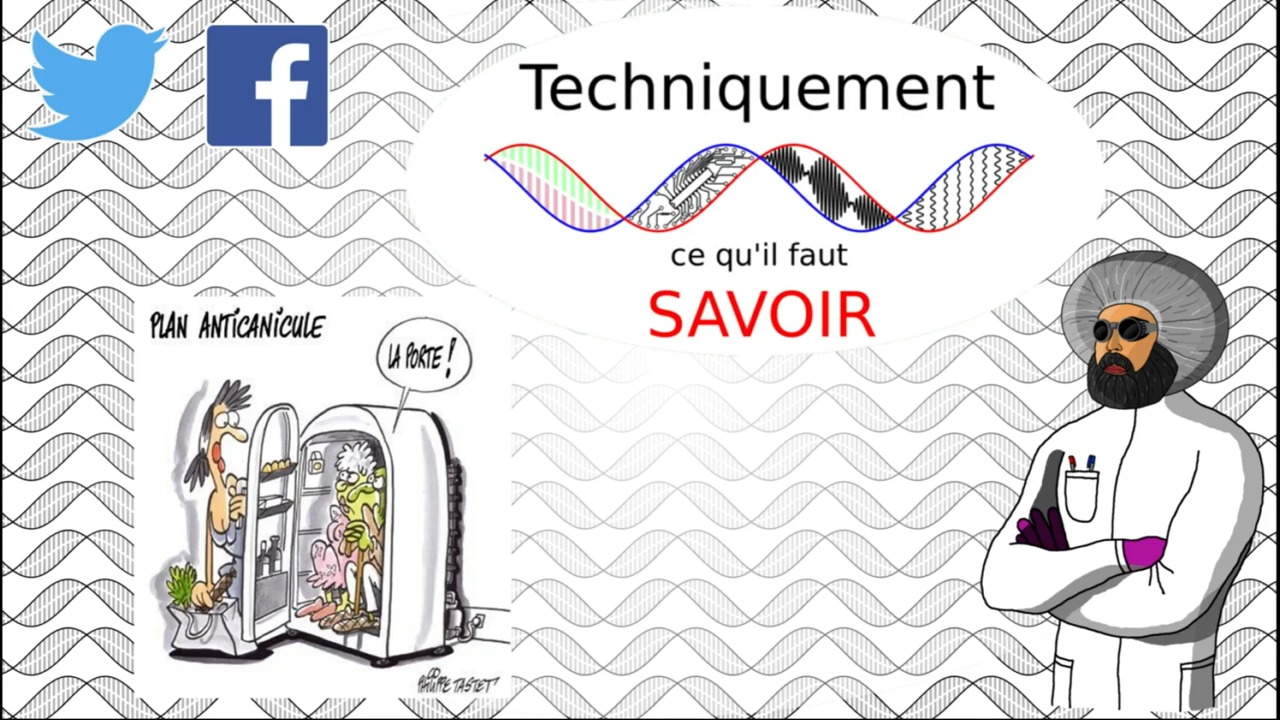 Techniquement
ce qu'il faut
SAVOIR
PLAN ANTICANICULE
LA PORTE !
PHILIPPE TASTET